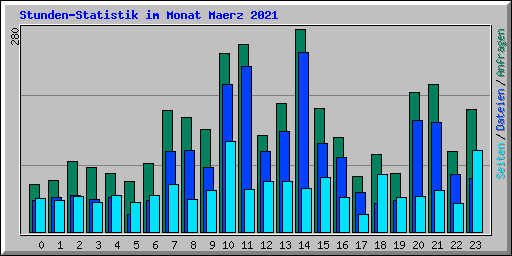 Stunden-Statistik im Monat Maerz 2021
280
Seiten / Dateien / Anfragen
0 1 2 3 4 5 6 7 8 9 10 11 12 13 14 15 16 17 18 19 20 21 22 23